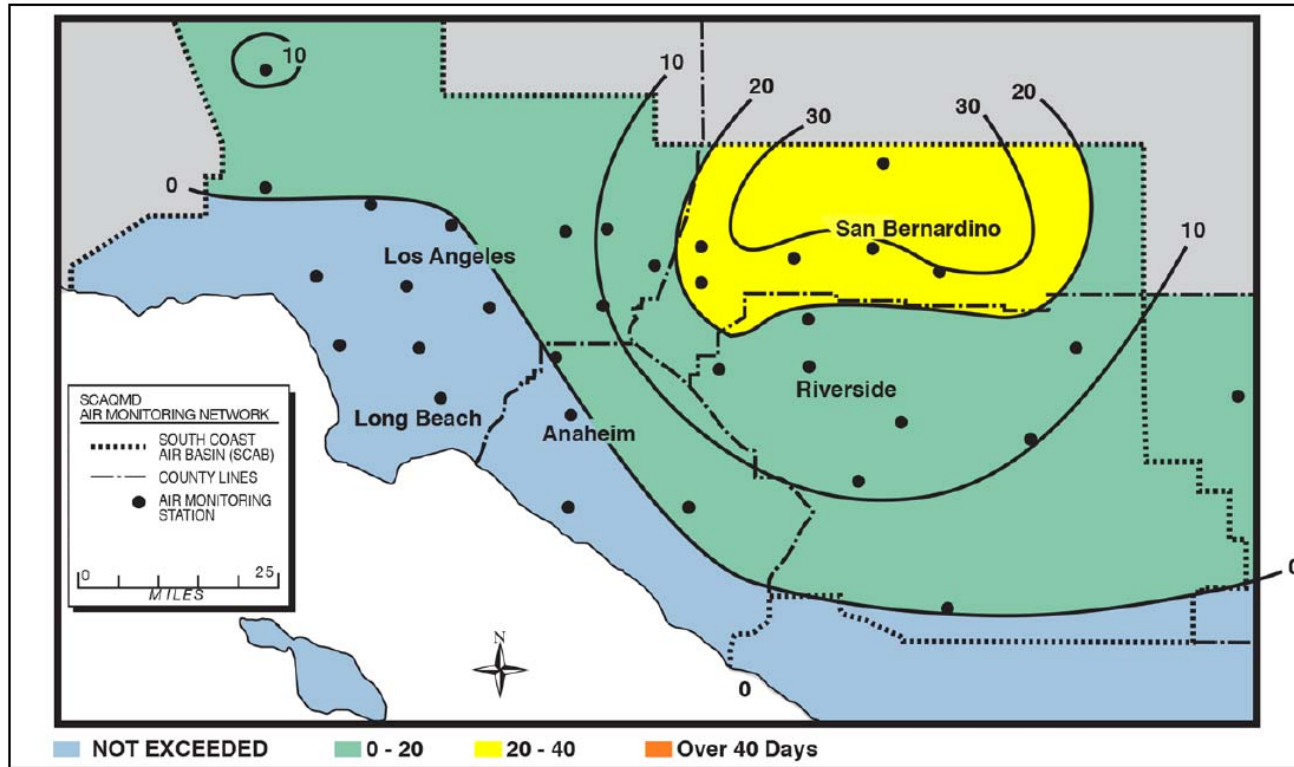 10
10
20
30
30
20
0
10
San Bernardino
Los Angeles
Riverside
Long Beach
Anaheim
SCAQMD
AIR MONITORING NETWORK
SOUTH COAST
AIR BASIN (SCAB)
COUNTY LINES
AIR MONITORING
STATION
0 25
MILES
N
0
0
NOT EXCEEDED 0 - 20 20 - 40 Over 40 Days